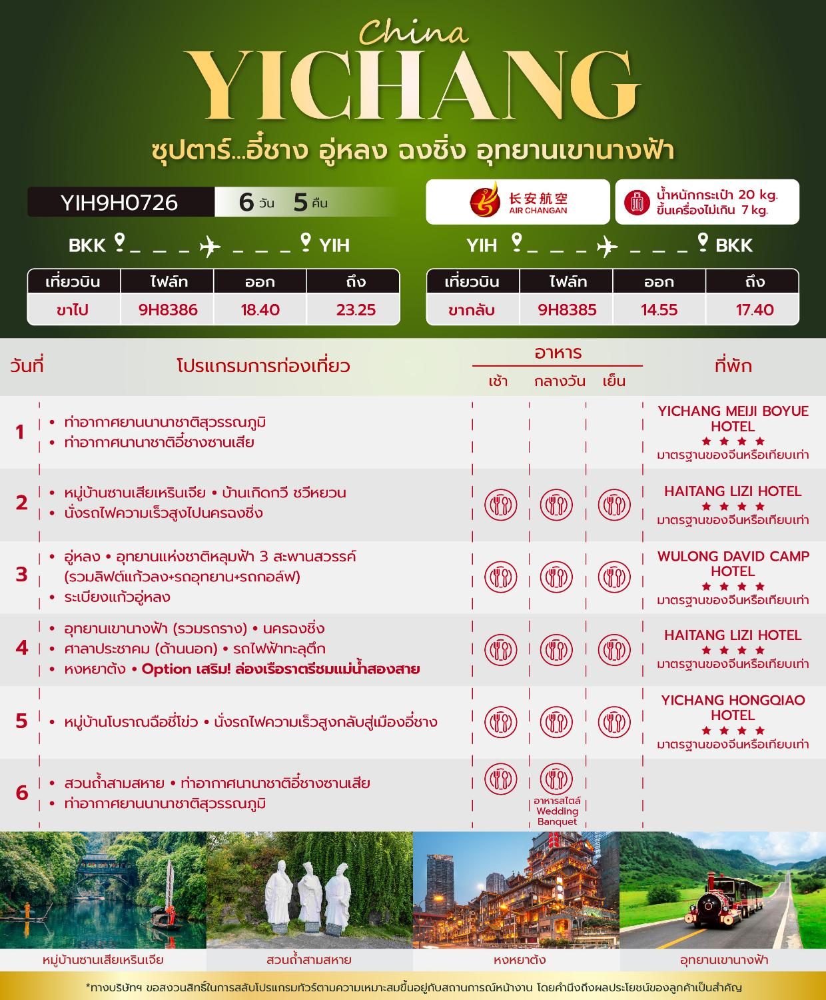 China
YICHANG
ซุปตาร์...อี๋ชาง อู่หลง ฉงชิ่ง อุทยานเขานางฟ้า
YIH9H0726
6 วัน 5 คืน
长安航空
AIR CHANGAN
น้ำหนักกระเป๋า 20 kg.
ขึ้นเครื่องไม่เกิน 7 kg.
BKK YIH
YIH BKK
เที่ยวบิน ไฟล์ท ออก ถึง
ขาไป 9H8386 18.40 23.25
เที่ยวบิน ไฟล์ท ออก ถึง
ขากลับ 9H8385 14.55 17.40
วันที่ โปรแกรมการท่องเที่ยว อาหาร ที่พัก
เช้า กลางวัน เย็น
1
• ท่าอากาศยานนานาชาติสุวรรณภูมิ
• ท่าอากาศนานาชาติอี๋ชางซานเสีย
YICHANG MEIJI BOYUE
HOTEL
★ ★ ★ ★
มาตรฐานของจีนหรือเทียบเท่า
2
• หมู่บ้านซานเสียเหรินเจีย • บ้านเกิดกวี ชวีหยวน
• นั่งรถไฟความเร็วสูงไปนครฉงชิ่ง
HAITANG LIZI HOTEL
★ ★ ★ ★
มาตรฐานของจีนหรือเทียบเท่า
3
• อู่หลง • อุทยานแห่งชาติหลุมฟ้า 3 สะพานสวรรค์
(รวมลิฟต์แก้วลง+รถอุทยาน+รถกอล์ฟ)
• ระเบียงแก้วอู่หลง
WULONG DAVID CAMP
HOTEL
★ ★ ★ ★
มาตรฐานของจีนหรือเทียบเท่า
4
• อุทยานเขานางฟ้า (รวมรถราง) • นครฉงชิ่ง
• ศาลาประชาคม (ด้านนอก) • รถไฟฟ้าทะลุตึก
• หงหยาต้ง • Option เสริม! ล่องเรือราตรีชมแม่น้ำสองสาย
HAITANG LIZI HOTEL
★ ★ ★ ★
มาตรฐานของจีนหรือเทียบเท่า
5
• หมู่บ้านโบราณฉือชี่โข่ว • นั่งรถไฟความเร็วสูงกลับสู่เมืองอี๋ชาง
YICHANG HONGQIAO
HOTEL
★ ★ ★ ★
มาตรฐานของจีนหรือเทียบเท่า
6
• สวนถ้ำสามสหาย • ท่าอากาศนานาชาติอี๋ชางซานเสีย
• ท่าอากาศยานนานาชาติสุวรรณภูมิ
อาหารสไตล์
Wedding
Banquet
หมู่บ้านซานเสียเหรินเจีย
สวนถ้ำสามสหาย
หงหยาต้ง
อุทยานเขานางฟ้า
*ทางบริษัทฯ ขอสงวนสิทธิ์ในการสลับโปรแกรมทัวร์ตามความเหมาะสมขึ้นอยู่กับสถานการณ์หน้างาน โดยคำนึงถึงผลประโยชน์ของลูกค้าเป็นสำคัญ